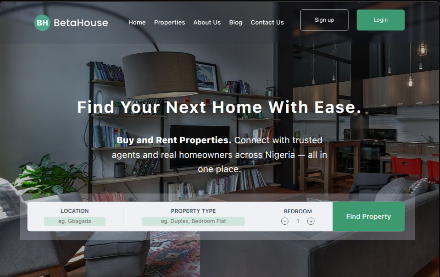 BH BetaHouse
Home Properties About Us Blog Contact Us
Sign up
Login
Find Your Next Home With Ease.
Buy and Rent Properties. Connect with trusted
agents and real homeowners across Nigeria — all in
one place.
LOCATION
eg. Gbagada
PROPERTY TYPE
eg. Duplex, Bedroom Flat
BEDROOM
- 1 +
Find Property